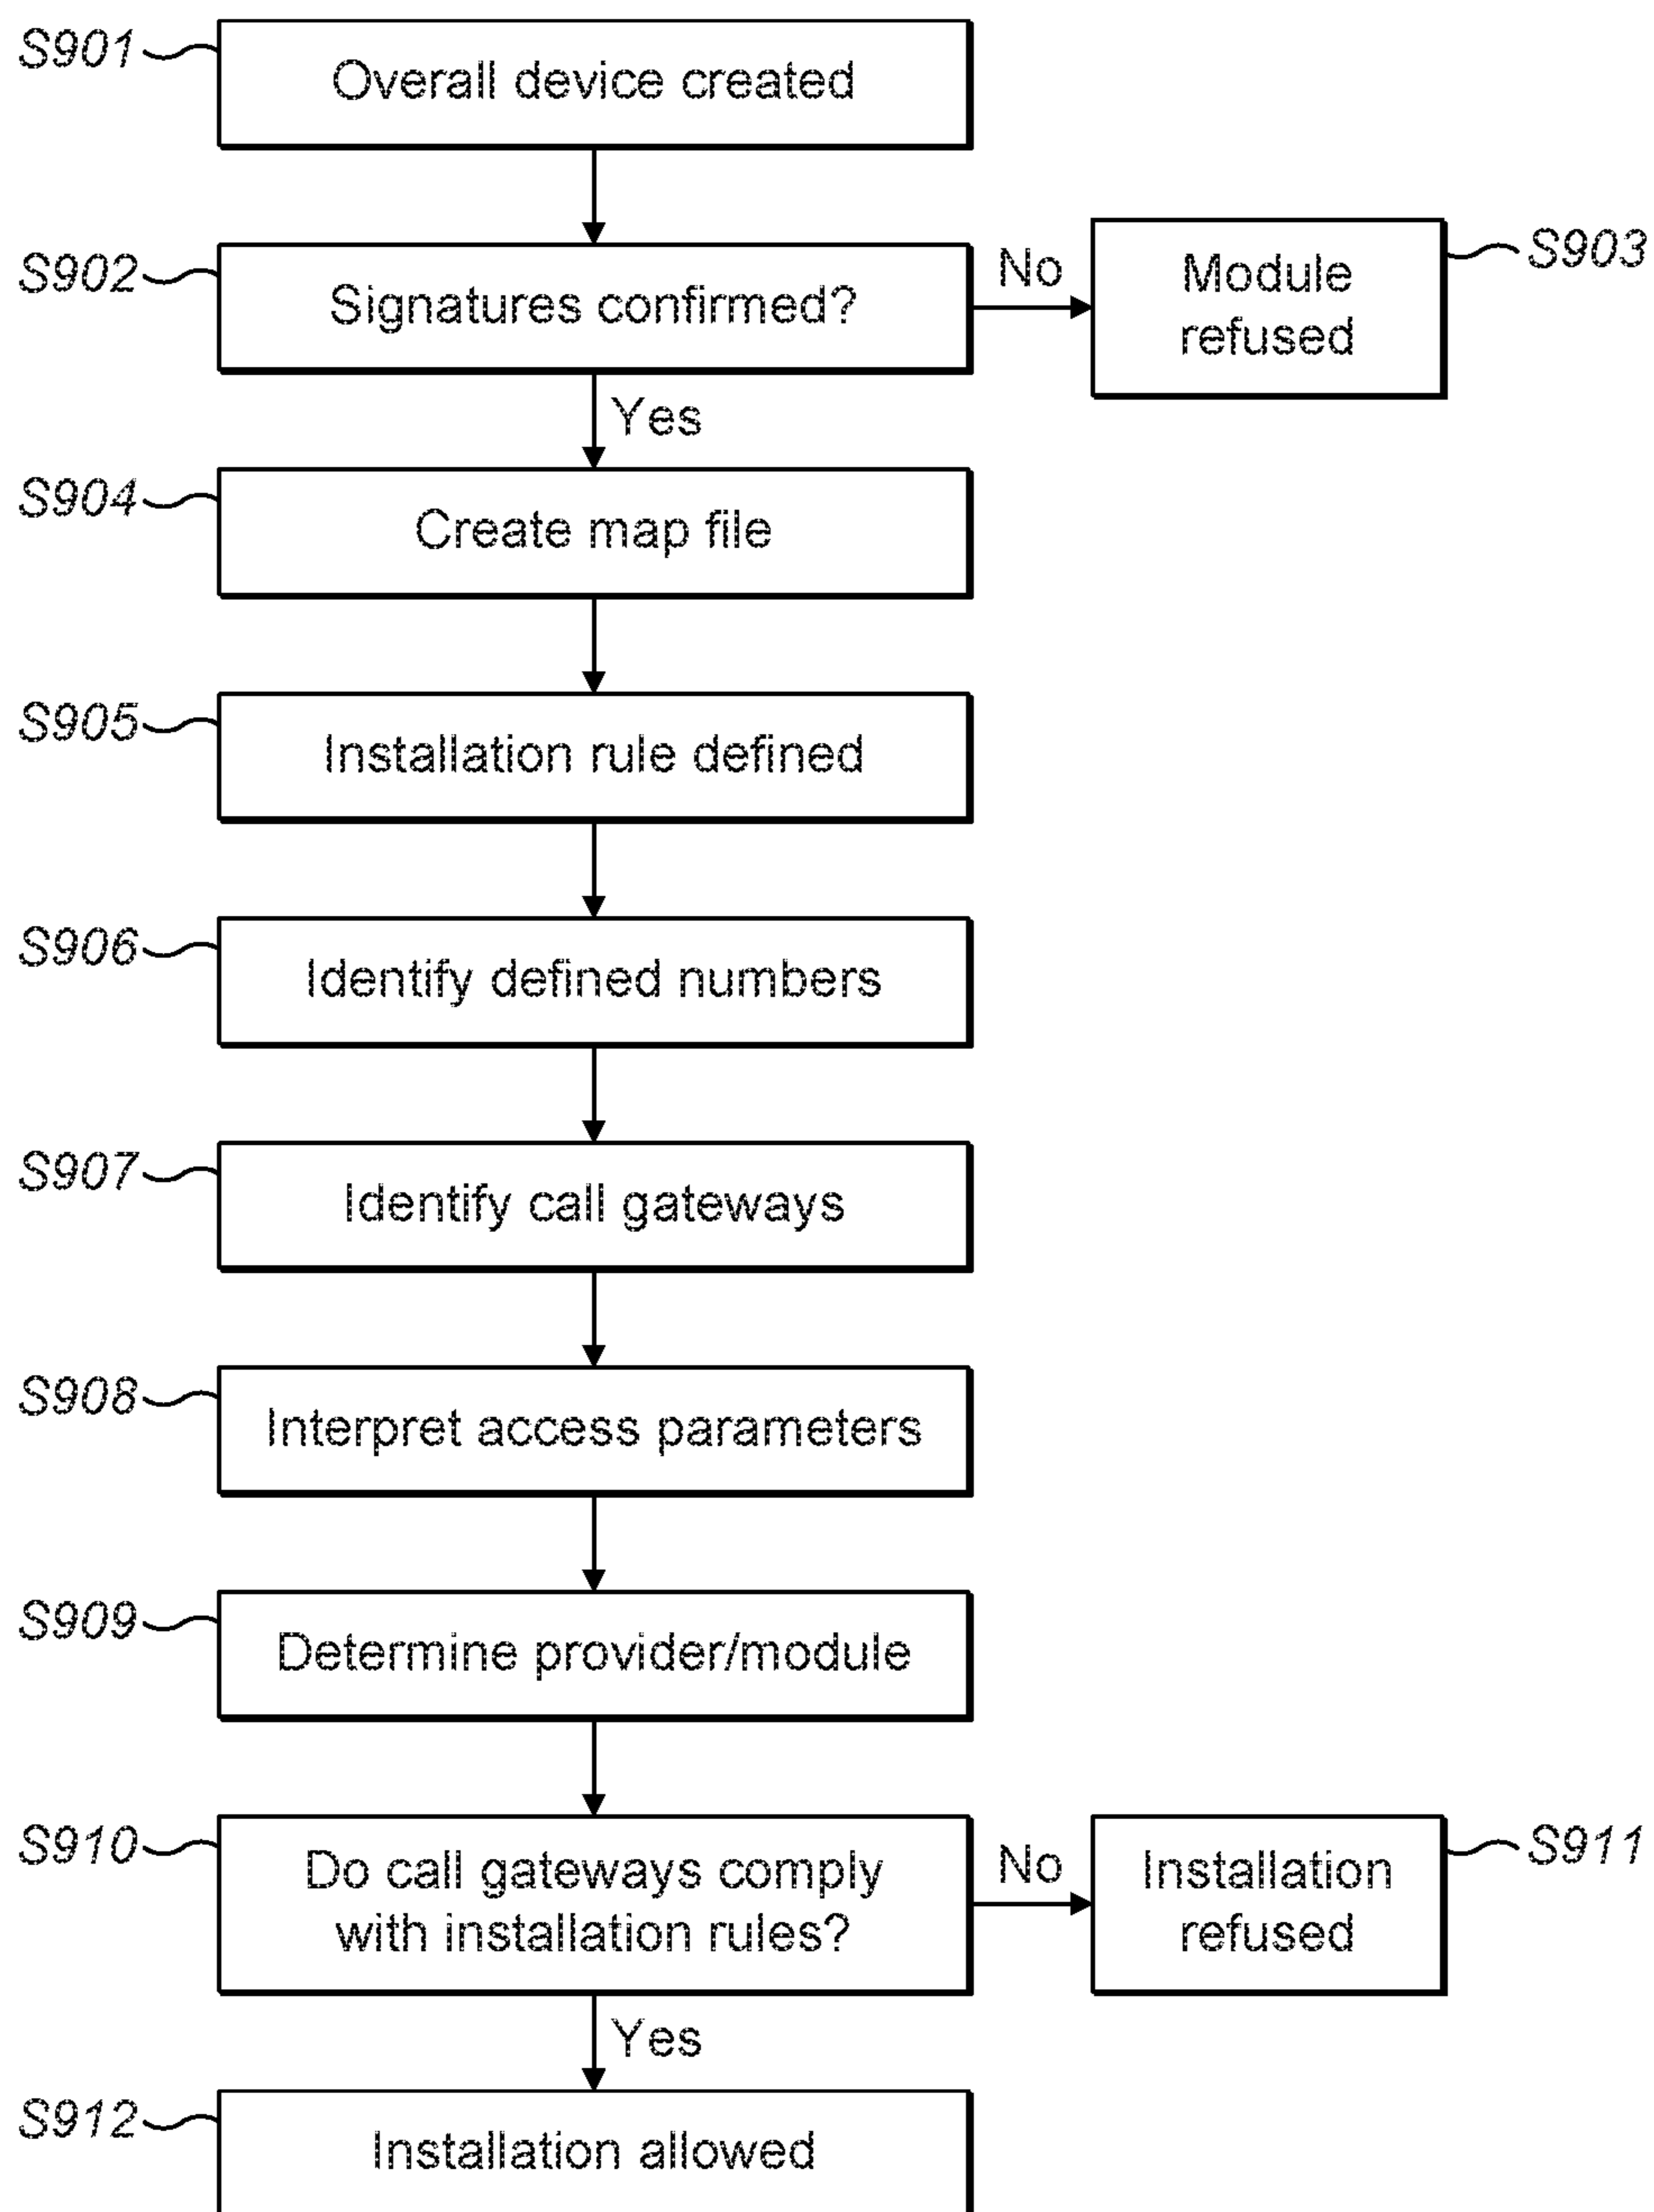 S901
Overall device created
S902
Signatures confirmed?
No
Module
refused
S903
Yes
S904
Create map file
S905
Installation rule defined
S906
Identify defined numbers
S907
Identify call gateways
S908
Interpret access parameters
S909
Determine provider/module
S910
Do call gateways comply
with installation rules?
No
Installation
refused
S911
Yes
S912
Installation allowed